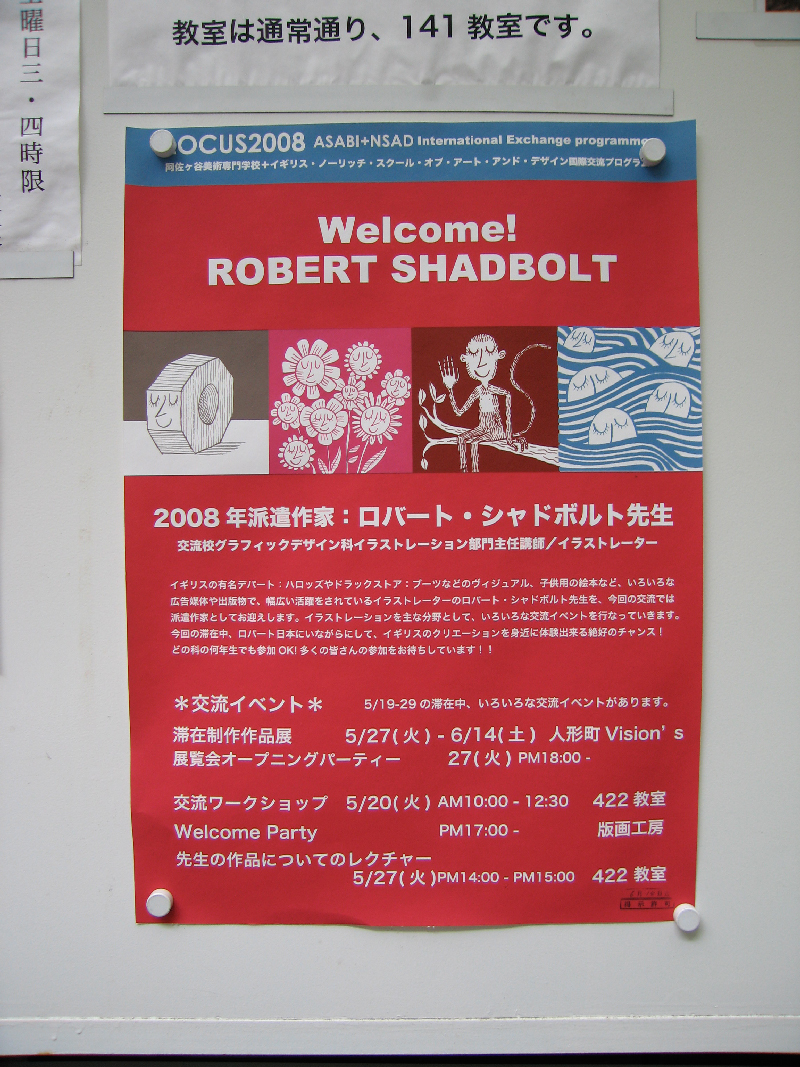 教室は通常通り、141 教室です。
曜日三・四時限
OCUS2008 ASABI+NSAD International Exchange programme
阿佐ヶ谷美術専門学校＋イギリス・ノーリッチ・スクール・オブ・アート・アンド・デザイン国際交流プログラ
Welcome!
ROBERT SHADBOLT
2008 年派遣作家：ロバート・シャドボルト先生
交流校グラフィックデザイン科イラストレーション部門主任講師／イラストレーター
イギリスの有名デパート：ハロッズやドラックストア：ブーツなどのヴィジュアル、子供用の絵本など、いろいろな
広告媒体や出版物で、幅広い活躍をされているイラストレーターのロバート・シャドボルト先生を、今回の交流では
派遣作家としてお迎えします。イラストレーションを主な分野として、いろいろな交流イベントを行なっていきます。
今回の滞在中、ロバート日本にいながらにして、イギリスのクリエーションを身近に体験出来る絶好のチャンス！
どの科の何年生でも参加 OK! 多くの皆さんの参加をお待ちしています！！
＊交流イベント＊ 5/19-29 の滞在中、いろいろな交流イベントがあります。
滞在制作作品展 5/27( 火 ) - 6/14( 土 ) 人形町 Vision's
展覧会オープニングパーティー 27( 火 ) PM18:00 -
交流ワークショップ 5/20( 火 ) AM10:00 - 12:30 422 教室
Welcome Party PM17:00 - 版画工房
先生の作品についてのレクチャー
5/27( 火 )PM14:00 - PM15:00 422 教室